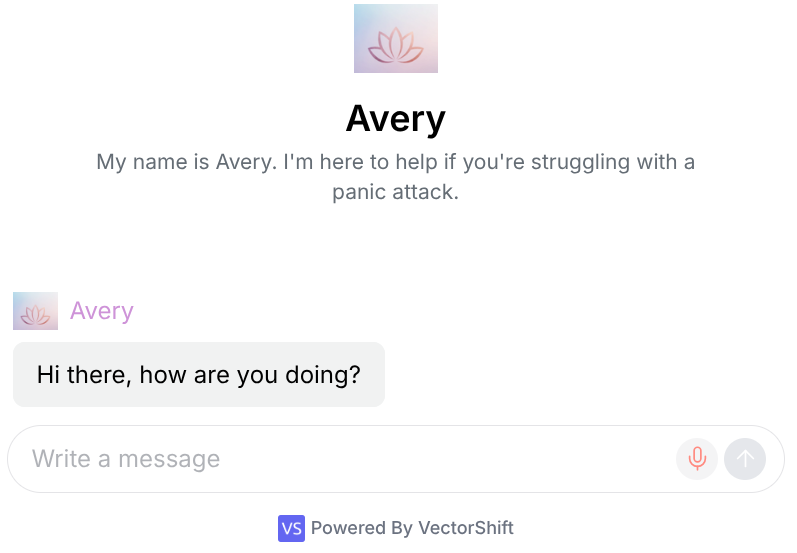 Avery
My name is Avery. I'm here to help if you're struggling with a
panic attack.
Avery
Hi there, how are you doing?
Write a message
VS Powered By VectorShift